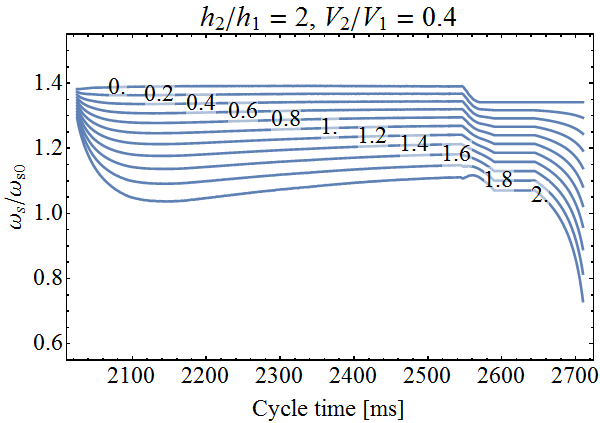 h₂/h₁ = 2, V₂/V₁ = 0.4
1.4
1.2
1.0
0.8
0.6
ωₛ/ωₛ₀
0. 0.2 0.4 0.6 0.8 1. 1.2 1.4 1.6 1.8 2.
2100 2200 2300 2400 2500 2600 2700
Cycle time [ms]